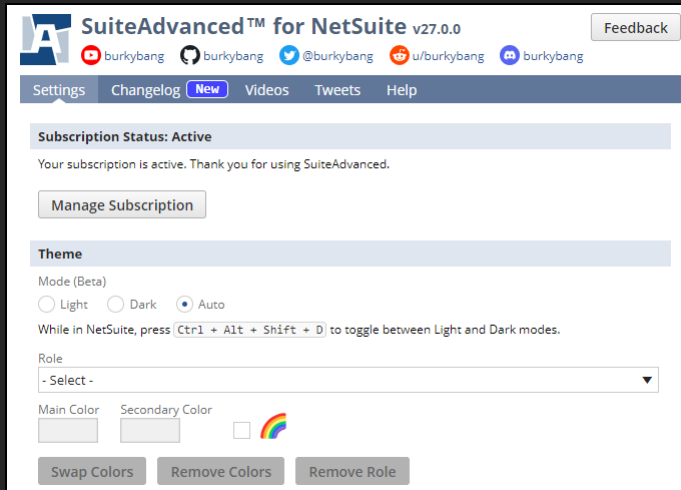 SuiteAdvanced™ for NetSuite v27.0.0
Feedback
burkybang burkybang @burkybang u/burkybang burkybang
Settings Changelog New Videos Tweets Help
Subscription Status: Active
Your subscription is active. Thank you for using SuiteAdvanced.
Manage Subscription
Theme
Mode (Beta)
Light Dark Auto
While in NetSuite, press Ctrl + Alt + Shift + D to toggle between Light and Dark modes.
Role
- Select -
Main Color Secondary Color
Swap Colors Remove Colors Remove Role